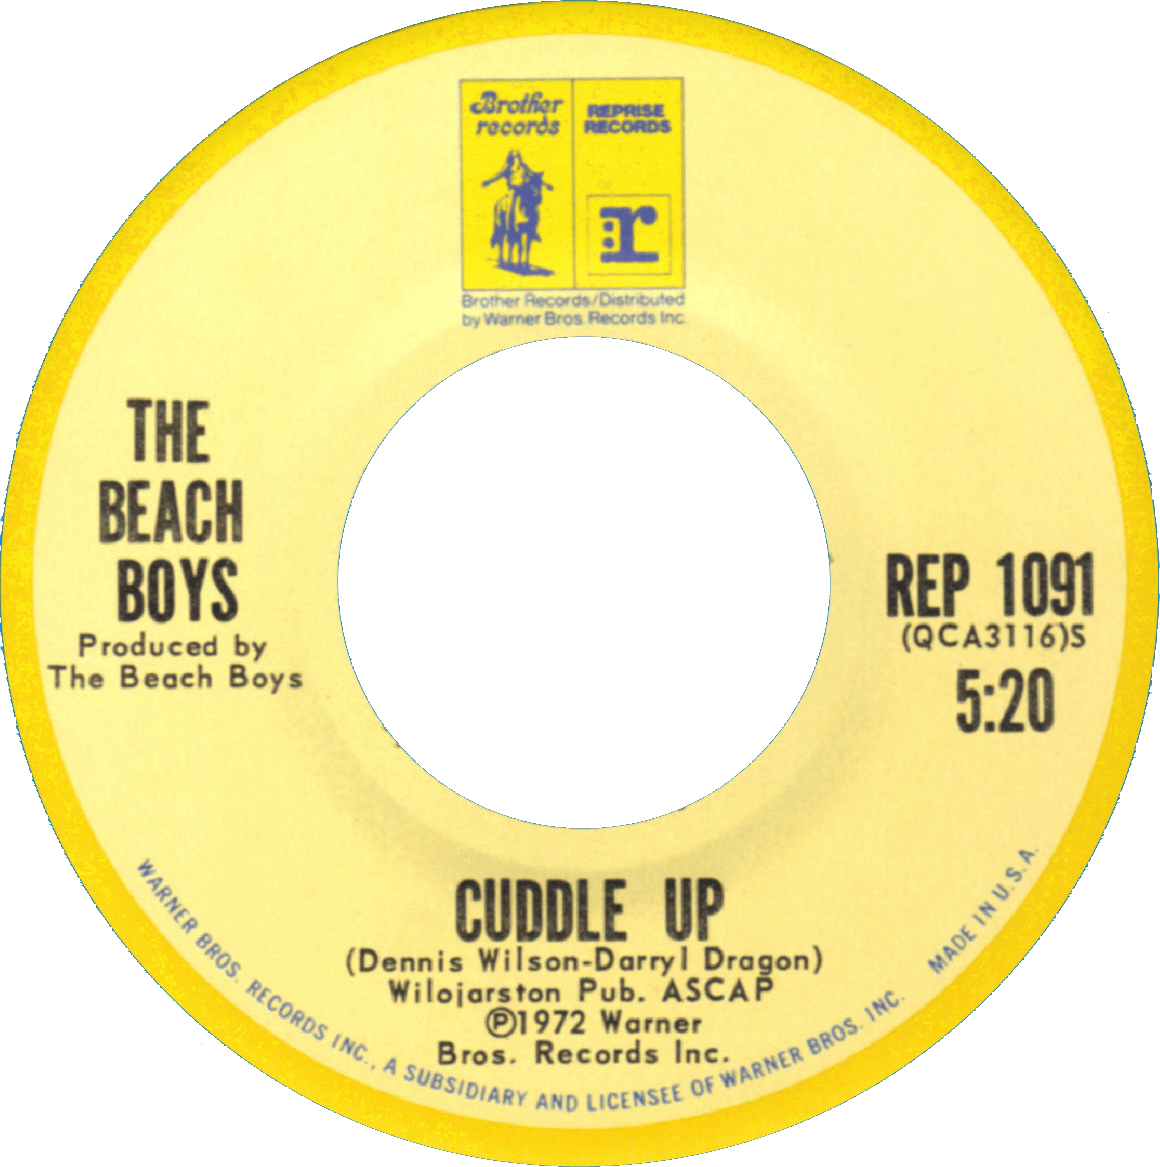 Brother
records
REPRISE
RECORDS
r
Brother Records/Distributed
by Warner Bros. Records Inc.
THE
BEACH
BOYS
Produced by
The Beach Boys
REP 1091
(QCA3116)S
5:20
CUDDLE UP
(Dennis Wilson-Darryl Dragon)
Wilojarston Pub. ASCAP
Ⓟ1972 Warner
Bros. Records Inc.
WARNER BROS. RECORDS INC., A SUBSIDIARY AND LICENSEE OF WARNER BROS. INC.
MADE IN U.S.A.